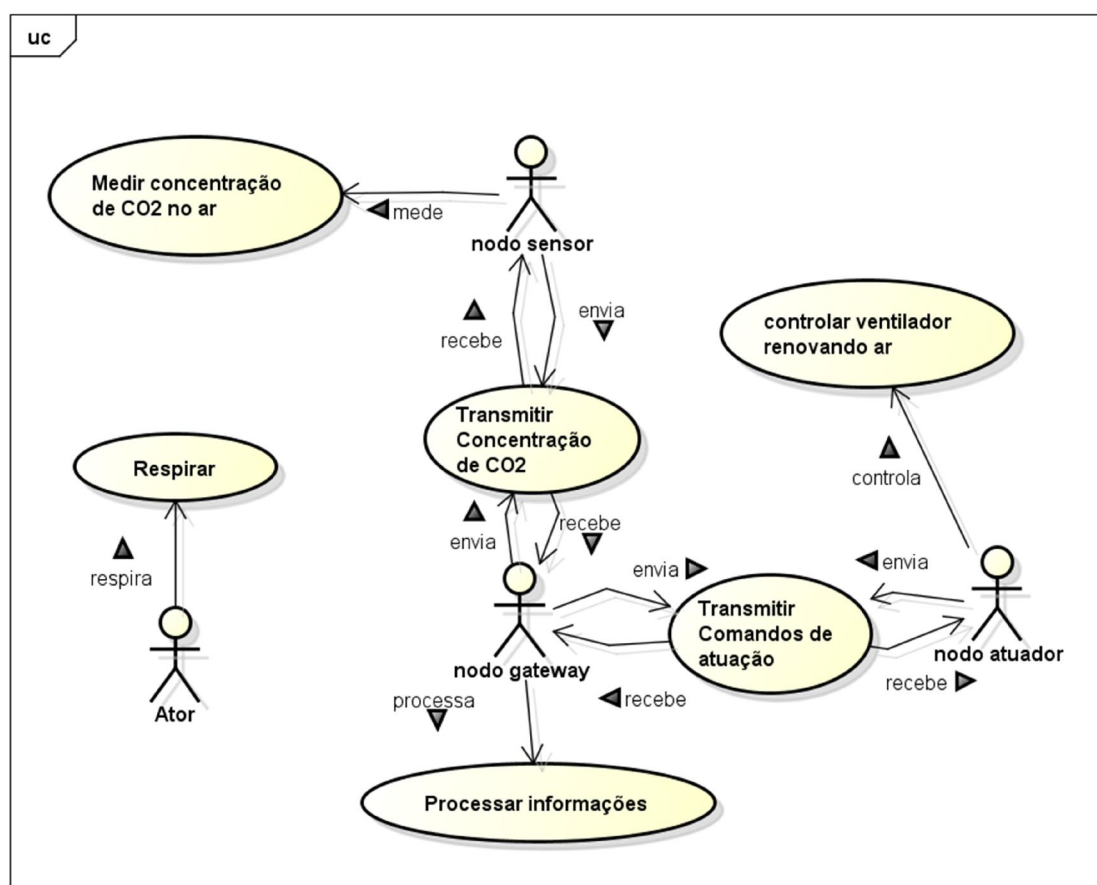 uc
Medir concentração
de CO2 no ar
mede
nodo sensor
recebe
envia
controlar ventilador
renovando ar
Transmitir
Concentração
de CO2
controla
Respirar
respira
Ator
envia
recebe
nodo gateway
envia
recebe
Transmitir
Comandos de
atuação
envia
recebe
nodo atuador
processa
Processar informações